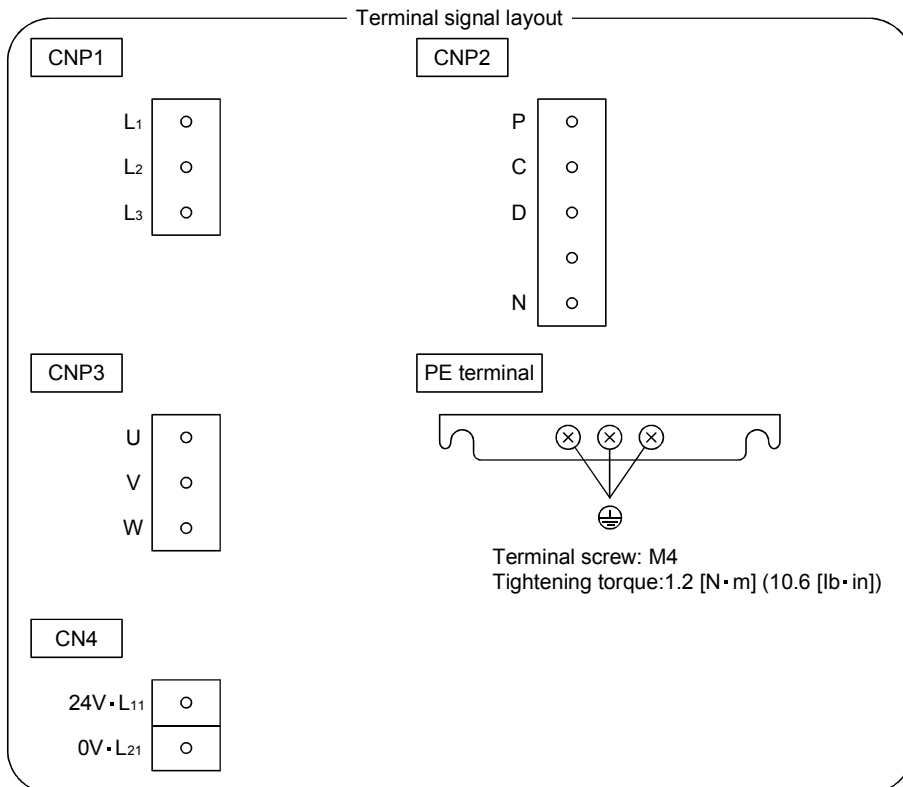 Terminal signal layout
CNP1
L1
L2
L3
CNP2
P
C
D
N
CNP3
U
V
W
PE terminal
Terminal screw: M4
Tightening torque:1.2 [N·m] (10.6 [lb·in])
CN4
24V·L11
0V·L21